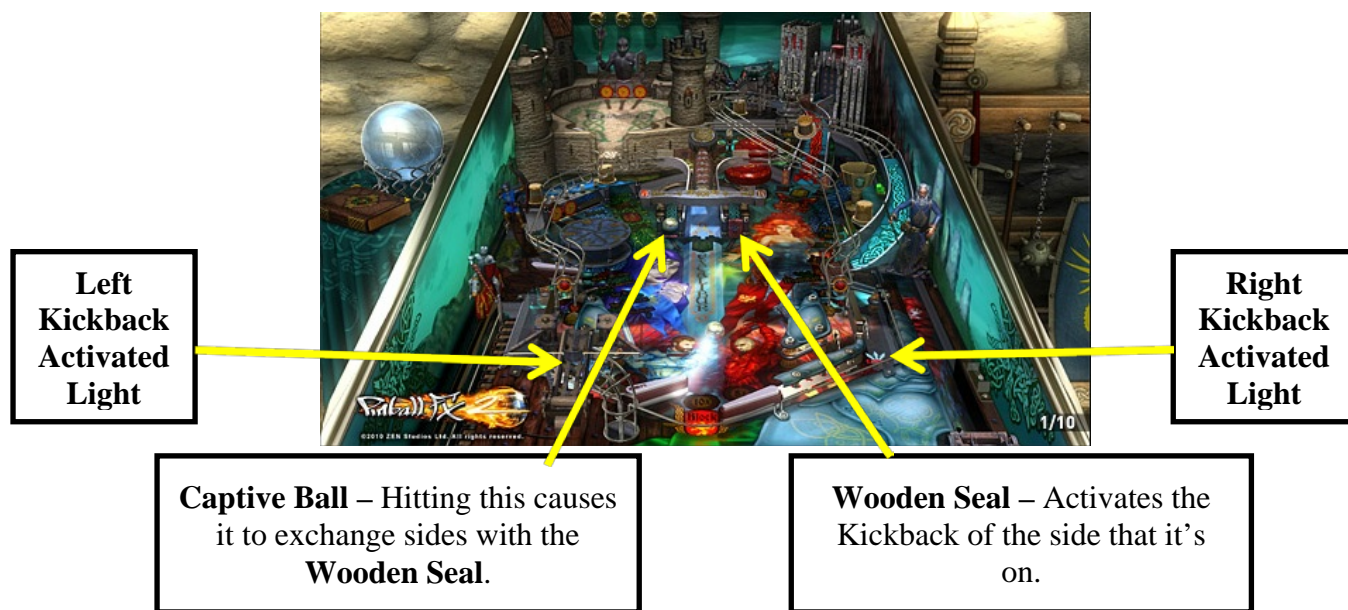 Left
Kickback
Activated
Light
Right
Kickback
Activated
Light
Pinball FX 2
©2010 ZEN Studios Ltd. All rights reserved.
10x
Block
1/10
Captive Ball – Hitting this causes
it to exchange sides with the
Wooden Seal.
Wooden Seal – Activates the
Kickback of the side that it's
on.